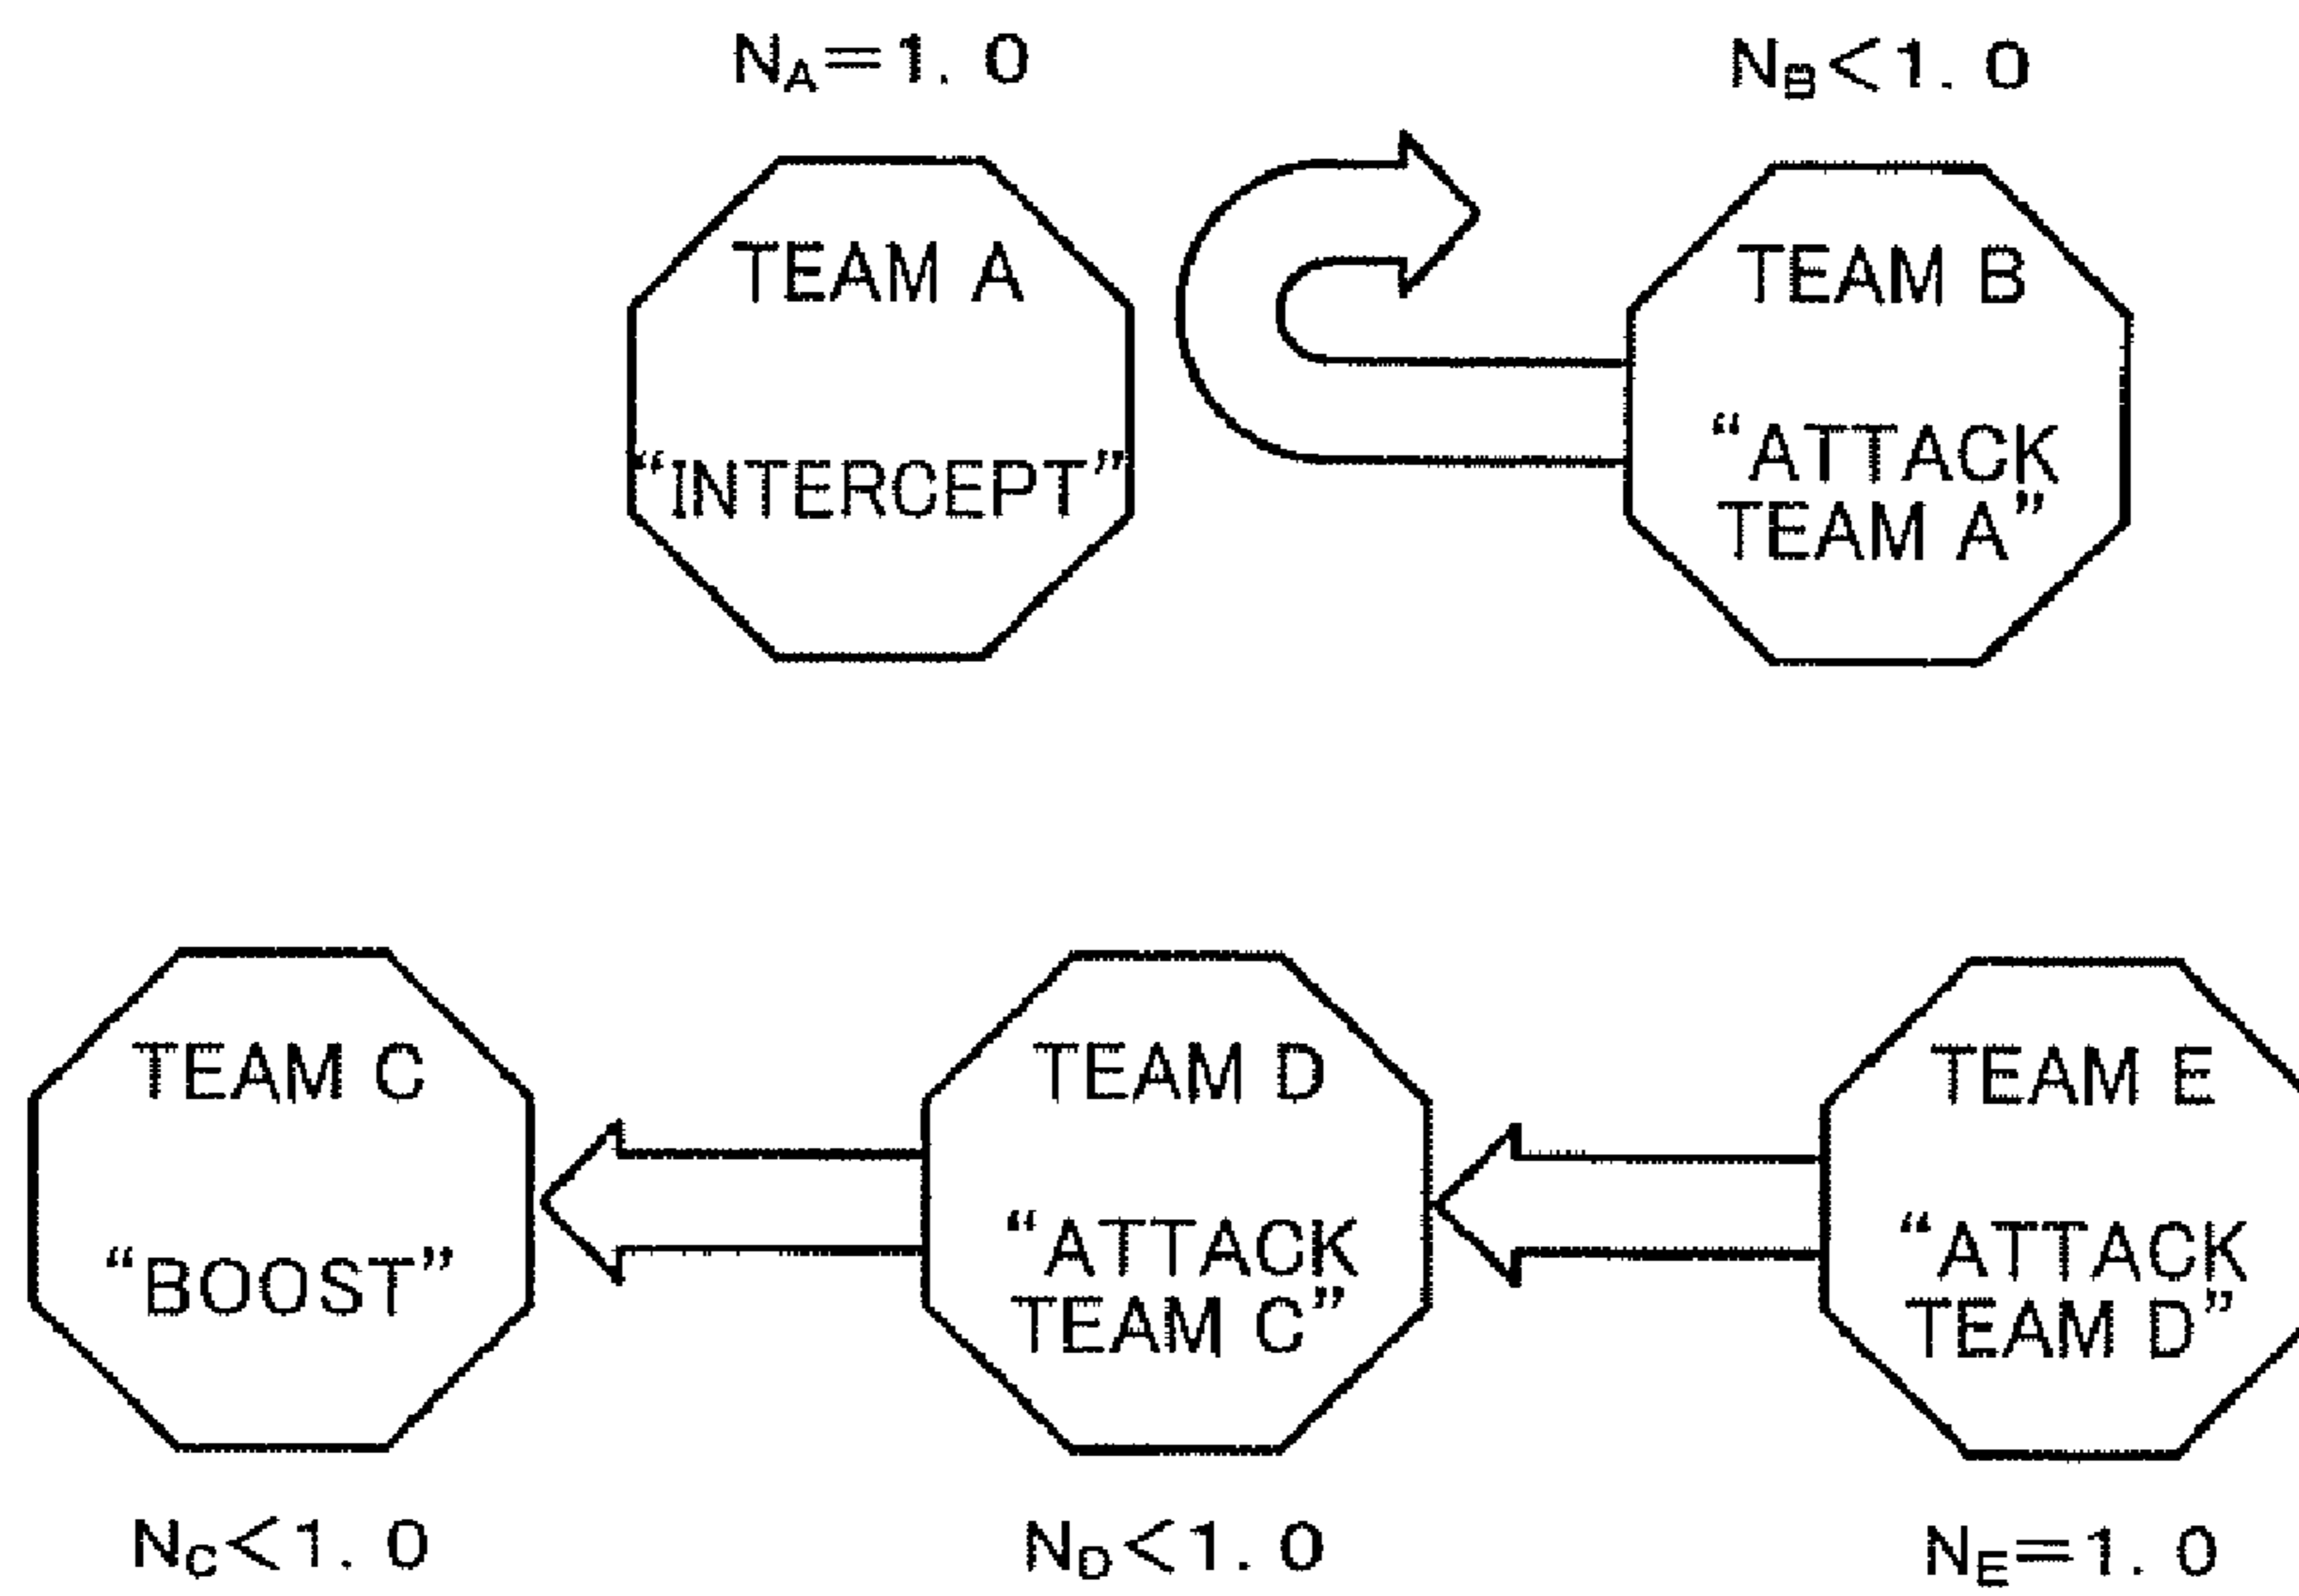 N_A=1.0
N_B<1.0
TEAM A
TEAM B
“INTERCEPT”
“ATTACK
TEAM A”
TEAM C
TEAM D
TEAM E
“BOOST”
“ATTACK
TEAM C”
“ATTACK
TEAM D”
N_C<1.0
N_D<1.0
N_E=1.0